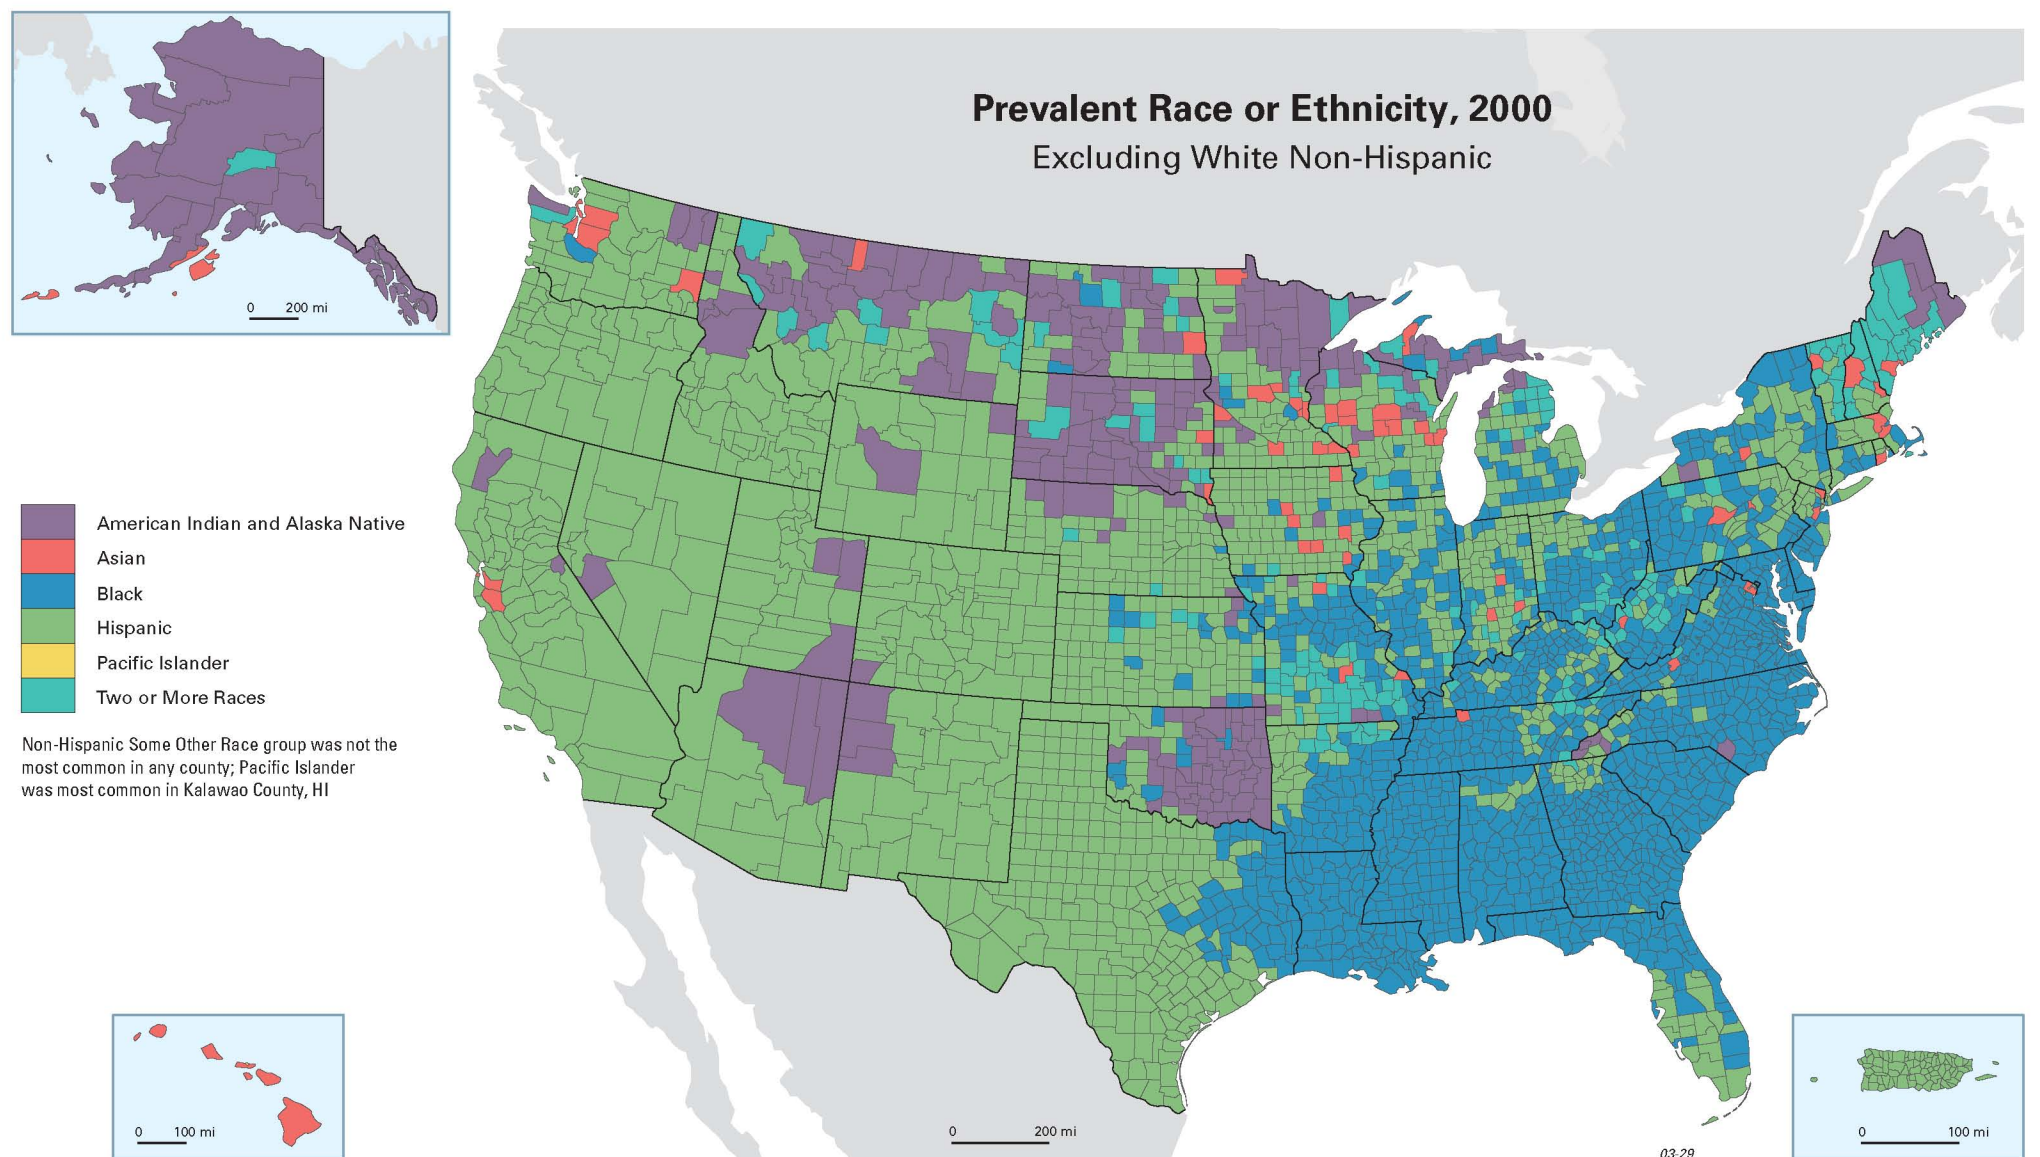 Prevalent Race or Ethnicity, 2000
Excluding White Non-Hispanic
0 200 mi
American Indian and Alaska Native
Asian
Black
Hispanic
Pacific Islander
Two or More Races
Non-Hispanic Some Other Race group was not the
most common in any county; Pacific Islander
was most common in Kalawao County, HI
0 100 mi
0 200 mi
0 100 mi
03-29